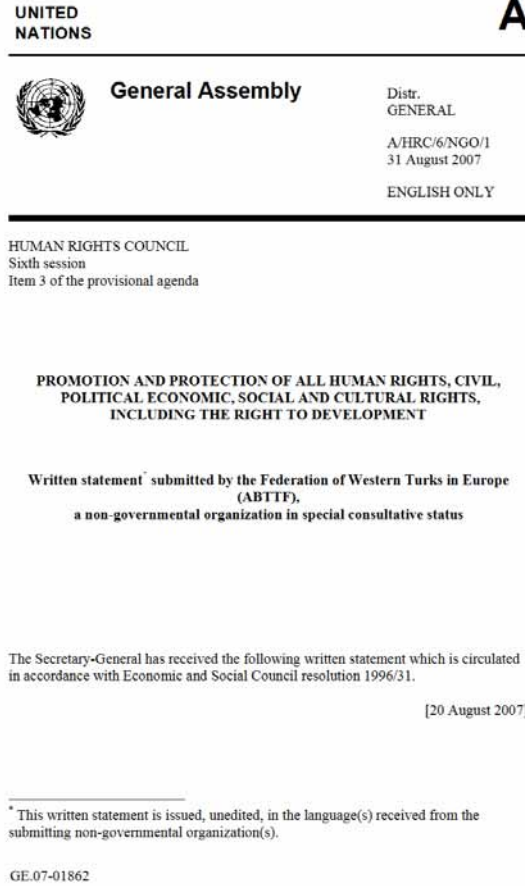 UNITED
NATIONS
A
General Assembly
Distr.
GENERAL
A/HRC/6/NGO/1
31 August 2007
ENGLISH ONLY
HUMAN RIGHTS COUNCIL
Sixth session
Item 3 of the provisional agenda
PROMOTION AND PROTECTION OF ALL HUMAN RIGHTS, CIVIL,
POLITICAL ECONOMIC, SOCIAL AND CULTURAL RIGHTS,
INCLUDING THE RIGHT TO DEVELOPMENT
Written statement* submitted by the Federation of Western Turks in Europe
(ABTTF),
a non-governmental organization in special consultative status
The Secretary-General has received the following written statement which is circulated
in accordance with Economic and Social Council resolution 1996/31.
[20 August 2007]
* This written statement is issued, unedited, in the language(s) received from the
submitting non-governmental organization(s).
GE.07-01862